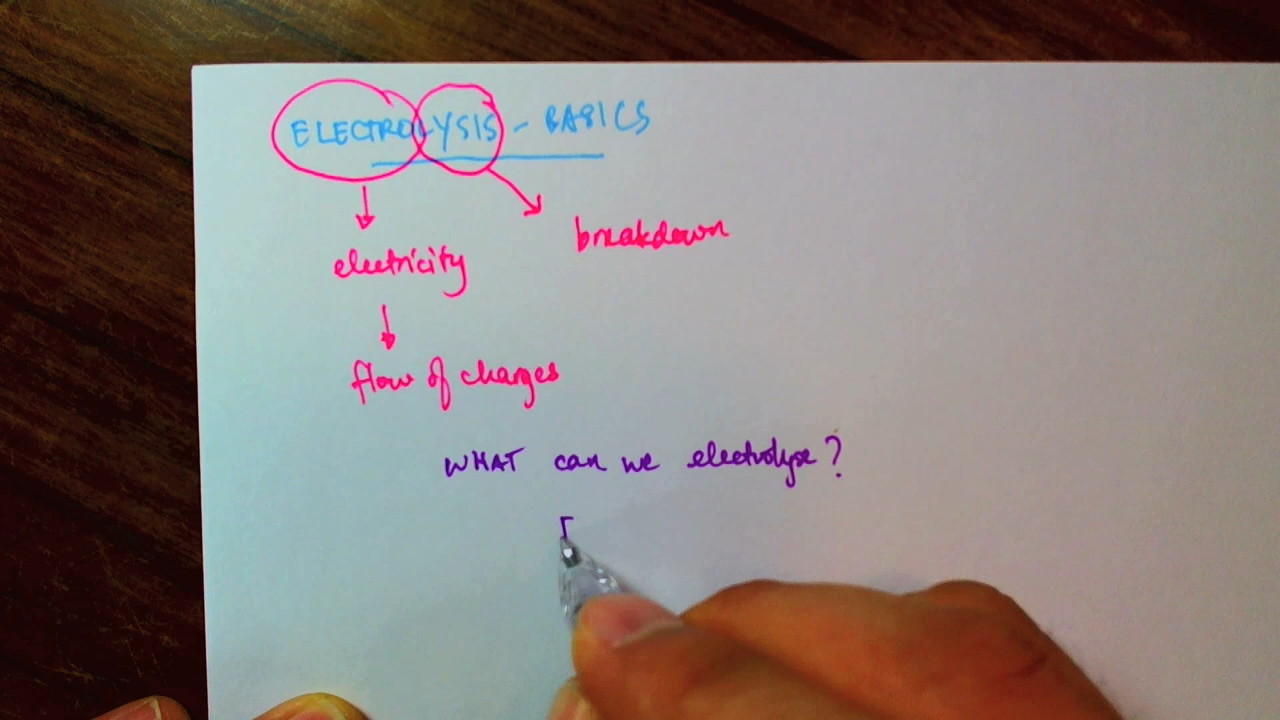 ELECTROLYSIS - BASICS
breakdown
electricity
flow of charges
WHAT can we electrolyse?